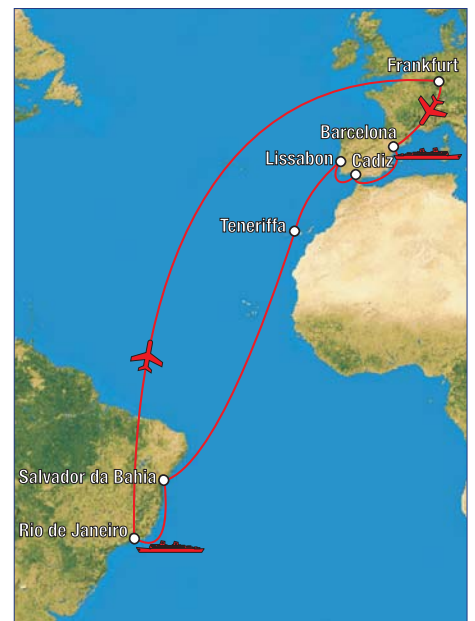 Frankfurt
Barcelona
Lissabon
Cadiz
Teneriffa
Salvador da Bahia
Rio de Janeiro